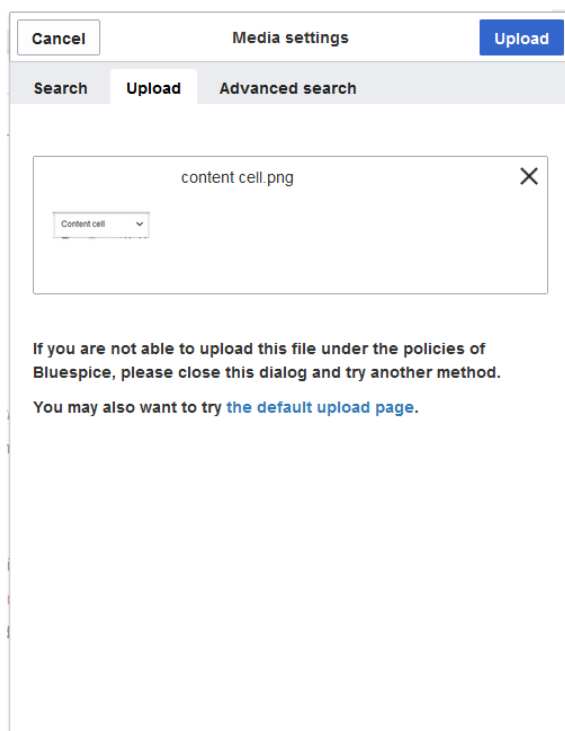 Cancel Media settings Upload
Search Upload Advanced search
content cell.png
Content cell
If you are not able to upload this file under the policies of
Bluespice, please close this dialog and try another method.
You may also want to try the default upload page.